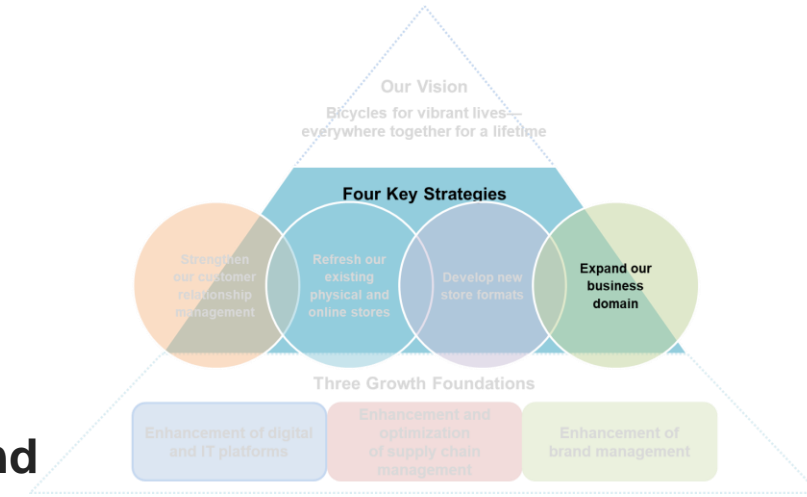 Our Vision
Bicycles for vibrant lives—
everywhere together for a lifetime
Four Key Strategies
Strengthen
our customer
relationship
management
Refresh our
existing
physical and
online stores
Develop new
store formats
Expand our
business
domain
Three Growth Foundations
Enhancement of digital
and IT platforms
Enhancement and
optimization
of supply chain
management
Enhancement of
brand management
nd